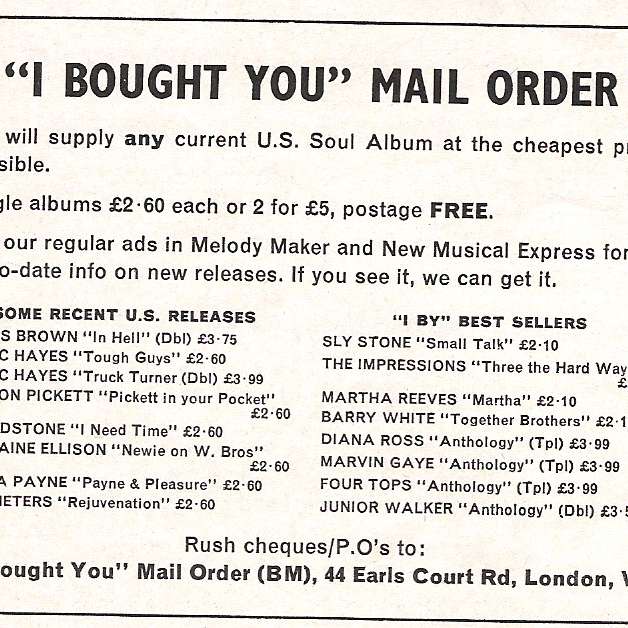 “I BOUGHT YOU” MAIL ORDER
will supply any current U.S. Soul Album at the cheapest
sible.
gle albums £2·60 each or 2 for £5, postage FREE.
our regular ads in Melody Maker and New Musical Express for
o-date info on new releases. If you see it, we can get it.
SOME RECENT U.S. RELEASES
S BROWN “In Hell” (Dbl) £3·75
C HAYES “Tough Guys” £2·60
C HAYES “Truck Turner (Dbl) £3·99
ON PICKETT “Pickett in your Pocket”
£2·60
DSTONE “I Need Time” £2·60
AINE ELLISON “Newie on W. Bros”
£2·60
A PAYNE “Payne & Pleasure” £2·60
METERS “Rejuvenation” £2·60
“I BY” BEST SELLERS
SLY STONE “Small Talk” £2·10
THE IMPRESSIONS “Three the Hard Way
£
MARTHA REEVES “Martha” £2·10
BARRY WHITE “Together Brothers” £2·1
DIANA ROSS “Anthology” (Tpl) £3·99
MARVIN GAYE “Anthology” (Tpl) £3·99
FOUR TOPS “Anthology” (Tpl) £3·99
JUNIOR WALKER “Anthology” (Dbl) £3·
Rush cheques/P.O’s to:
ought You” Mail Order (BM), 44 Earls Court Rd, London,